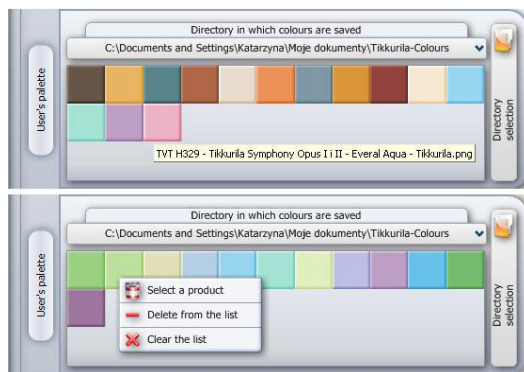 Directory in which colours are saved
C:\Documents and Settings\Katarzyna\Moje dokumenty\Tikkurila-Colours
User's palette
Directory
selection
TVT H329 - Tikkurila Symphony Opus I i II - Everal Aqua - Tikkurila.png
Directory in which colours are saved
C:\Documents and Settings\Katarzyna\Moje dokumenty\Tikkurila-Colours
User's palette
Directory
selection
Select a product
Delete from the list
Clear the list